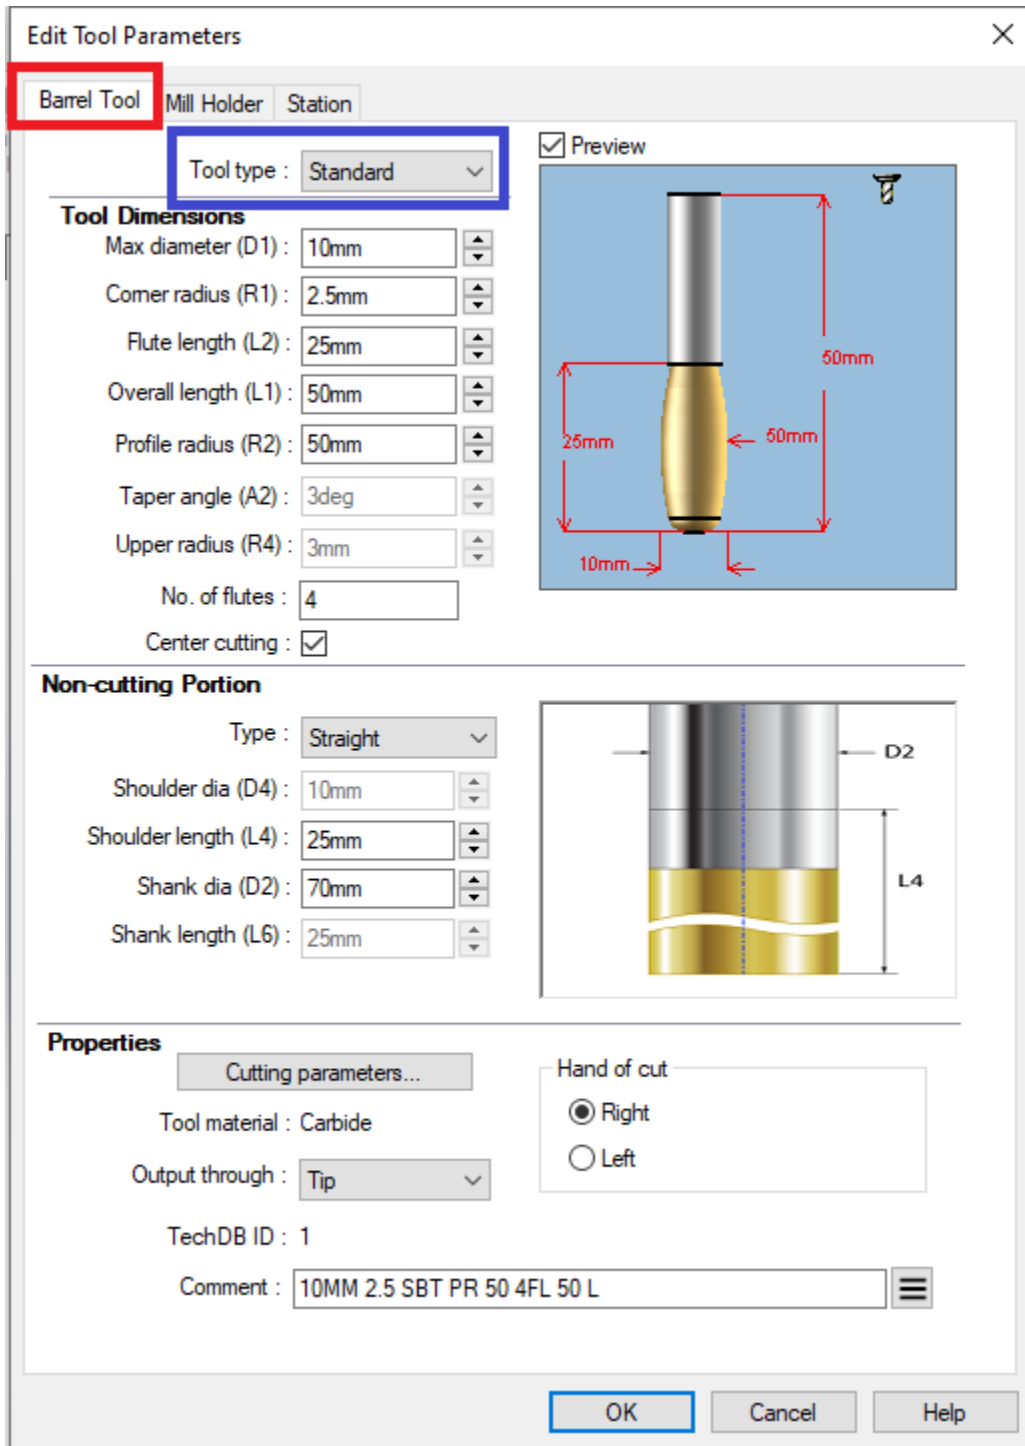 Edit Tool Parameters
Barrel Tool Mill Holder Station
Tool type : Standard
Preview
Tool Dimensions
Max diameter (D1) : 10mm
Corner radius (R1) : 2.5mm
Flute length (L2) : 25mm
Overall length (L1) : 50mm
Profile radius (R2) : 50mm
Taper angle (A2) : 3deg
Upper radius (R4) : 3mm
No. of flutes : 4
Center cutting :
50mm
25mm
50mm
10mm
Non-cutting Portion
Type : Straight
Shoulder dia (D4) : 10mm
Shoulder length (L4) : 25mm
Shank dia (D2) : 70mm
Shank length (L6) : 25mm
D2
L4
Properties
Cutting parameters...
Tool material : Carbide
Output through : Tip
Hand of cut
Right
Left
TechDB ID : 1
Comment : 10MM 2.5 SBT PR 50 4FL 50 L
OK Cancel Help